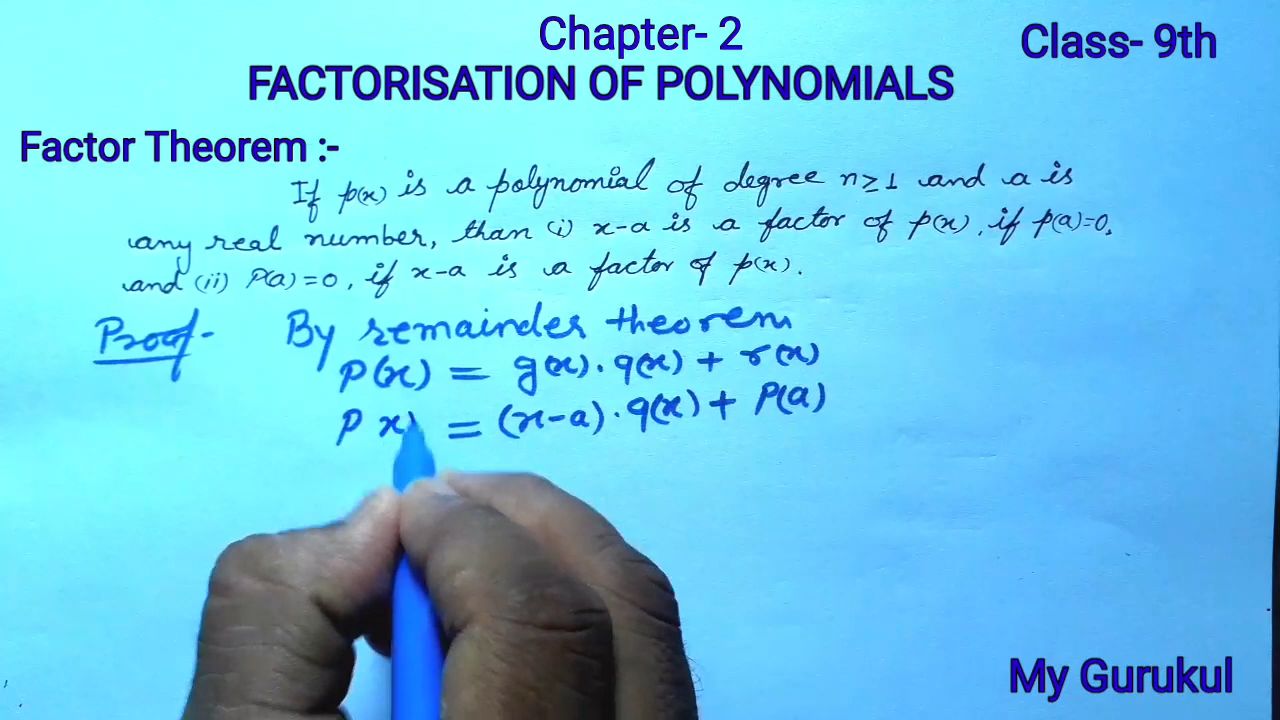 Chapter- 2
Class- 9th
FACTORISATION OF POLYNOMIALS
Factor Theorem :-
If p(x) is a polynomial of degree n≥1 and a is
any real number, than (i) x-a is a factor of p(x), if p(a)=0,
and (ii) P(a)=0, if x-a is a factor of p(x).
Proof- By remainder theorem
P(x) = g(x).q(x) + r(x)
P x) = (x-a).q(x) + P(a)
My Gurukul